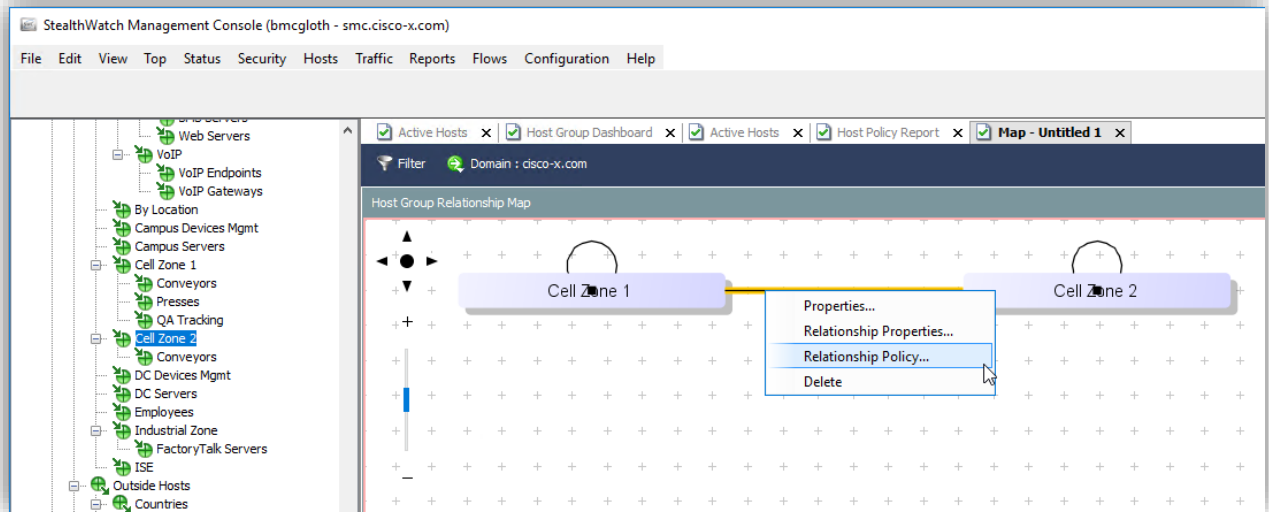 StealthWatch Management Console (bmcgloth - smc.cisco-x.com)
File Edit View Top Status Security Hosts Traffic Reports Flows Configuration Help
Web Servers
VoIP
VoIP Endpoints
VoIP Gateways
By Location
Campus Devices Mgmt
Campus Servers
Cell Zone 1
Conveyors
Presses
QA Tracking
Cell Zone 2
Conveyors
DC Devices Mgmt
DC Servers
Employees
Industrial Zone
FactoryTalk Servers
ISE
Outside Hosts
Countries
Active Hosts Host Group Dashboard Active Hosts Host Policy Report Map - Untitled 1
Filter Domain : cisco-x.com
Host Group Relationship Map
Cell Zone 1 Cell Zone 2
Properties...
Relationship Properties...
Relationship Policy...
Delete